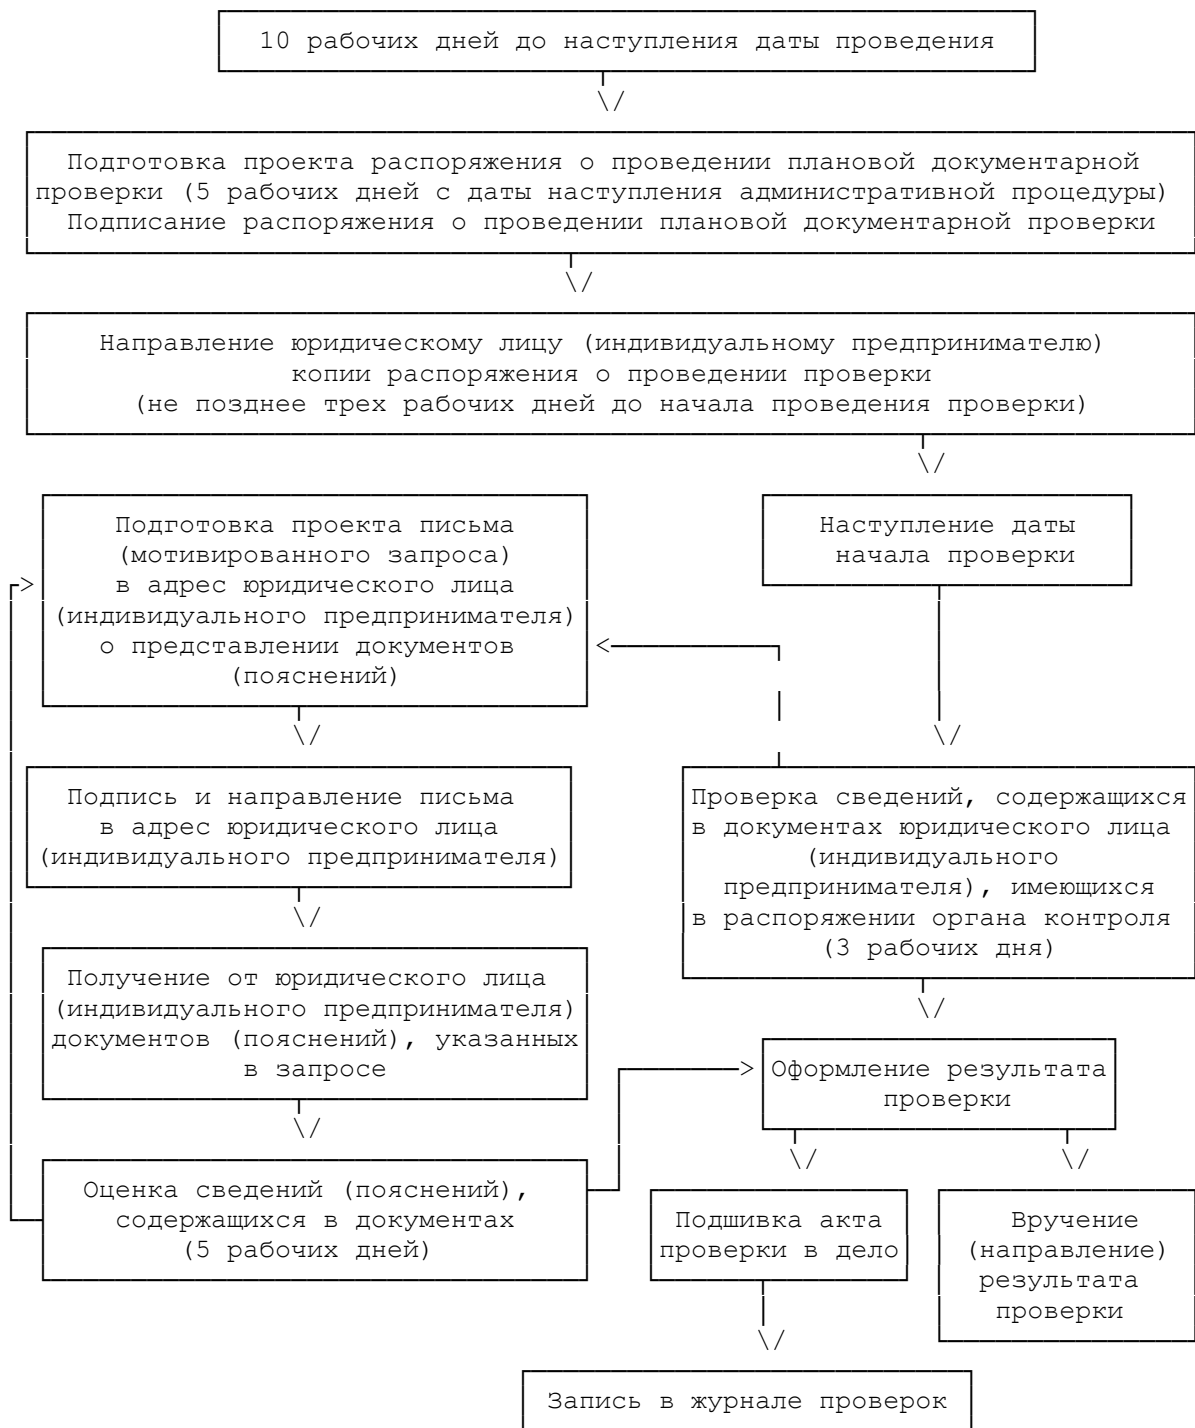 10 рабочих дней до наступления даты проведения
Подготовка проекта распоряжения о проведении плановой документарной
проверки (5 рабочих дней с даты наступления административной процедуры)
Подписание распоряжения о проведении плановой документарной проверки
Направление юридическому лицу (индивидуальному предпринимателю)
копии распоряжения о проведении проверки
(не позднее трех рабочих дней до начала проведения проверки)
Подготовка проекта письма
(мотивированного запроса)
в адрес юридического лица
(индивидуального предпринимателя)
о представлении документов
(пояснений)
Наступление даты
начала проверки
Подпись и направление письма
в адрес юридического лица
(индивидуального предпринимателя)
Проверка сведений, содержащихся
в документах юридического лица
(индивидуального
предпринимателя), имеющихся
в распоряжении органа контроля
(3 рабочих дня)
Получение от юридического лица
(индивидуального предпринимателя)
документов (пояснений), указанных
в запросе
Оформление результата
проверки
Оценка сведений (пояснений),
содержащихся в документах
(5 рабочих дней)
Подшивка акта
проверки в дело
Вручение
(направление)
результата
проверки
Запись в журнале проверок